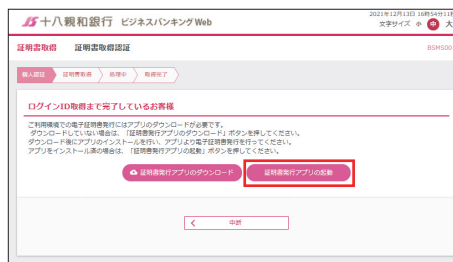 十八親和銀行 ビジネスバンキングWeb
2021年12月13日 16時54分11秒
文字サイズ 小 中 大
証明書取得 証明書取得認証
BSMS00
個人認証 証明書取得 処理中 取得完了
ログインID取得まで完了しているお客様
ご利用環境での電子証明書発行にはアプリのダウンロードが必要です。
ダウンロードしていない場合は、「証明書発行アプリのダウンロード」ボタンを押してください。
ダウンロード後にアプリのインストールを行い、アプリより電子証明書発行を行ってください。
アプリをインストール済の場合は、「証明書発行アプリの起動」ボタンを押してください。
証明書発行アプリのダウンロード 証明書発行アプリの起動
中断